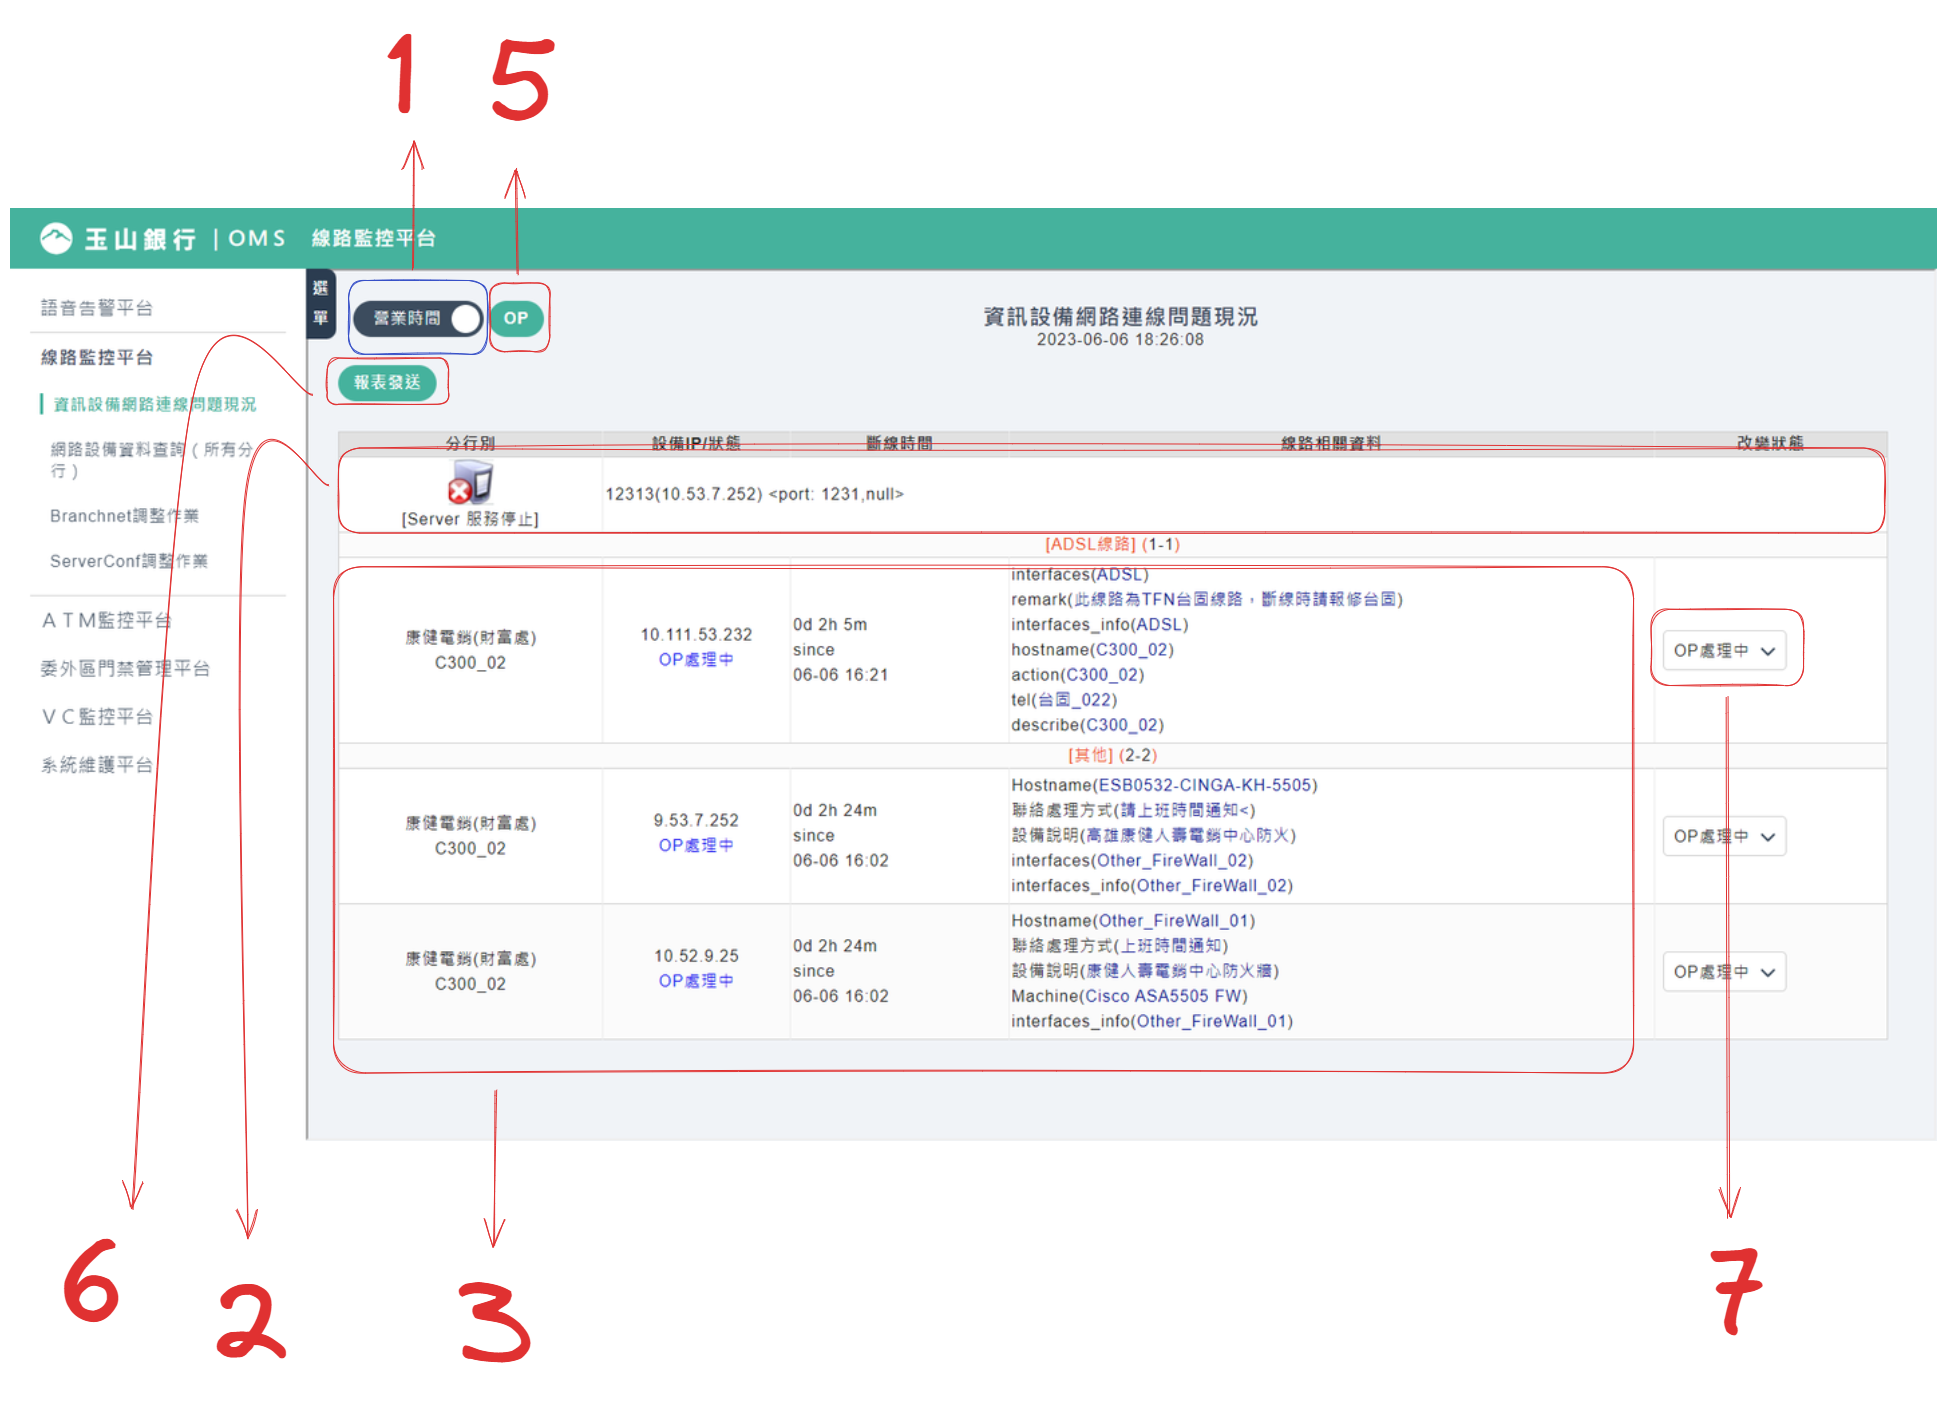 1 5
玉山銀行 | OMS 線路監控平台
語音告警平台
線路監控平台
資訊設備網路連線問題現況
網路設備資料查詢（所有分
行）
Branchnet調整作業
ServerConf調整作業
ＡＴＭ監控平台
委外區門禁管理平台
ＶＣ監控平台
系統維護平台
選
單
營業時間 OP
報表發送
資訊設備網路連線問題現況
2023-06-06 18:26:08
分行別 設備IP/狀態 斷線時間 線路相關資料 改變狀態
[Server 服務停止]
12313(10.53.7.252) <port: 1231,null>
[ADSL線路] (1-1)
康健電銷(財富處)
C300_02
10.111.53.232
OP處理中
0d 2h 5m
since
06-06 16:21
interfaces(ADSL)
remark(此線路為TFN台固線路，斷線時請報修台固)
interfaces_info(ADSL)
hostname(C300_02)
action(C300_02)
tel(台固_022)
describe(C300_02)
OP處理中
[其他] (2-2)
康健電銷(財富處)
C300_02
9.53.7.252
OP處理中
0d 2h 24m
since
06-06 16:02
Hostname(ESB0532-CINGA-KH-5505)
聯絡處理方式(請上班時間通知<)
設備說明(高雄康健人壽電銷中心防火)
interfaces(Other_FireWall_02)
interfaces_info(Other_FireWall_02)
OP處理中
康健電銷(財富處)
C300_02
10.52.9.25
OP處理中
0d 2h 24m
since
06-06 16:02
Hostname(Other_FireWall_01)
聯絡處理方式(上班時間通知)
設備說明(康健人壽電銷中心防火牆)
Machine(Cisco ASA5505 FW)
interfaces_info(Other_FireWall_01)
OP處理中
6 2 3 7